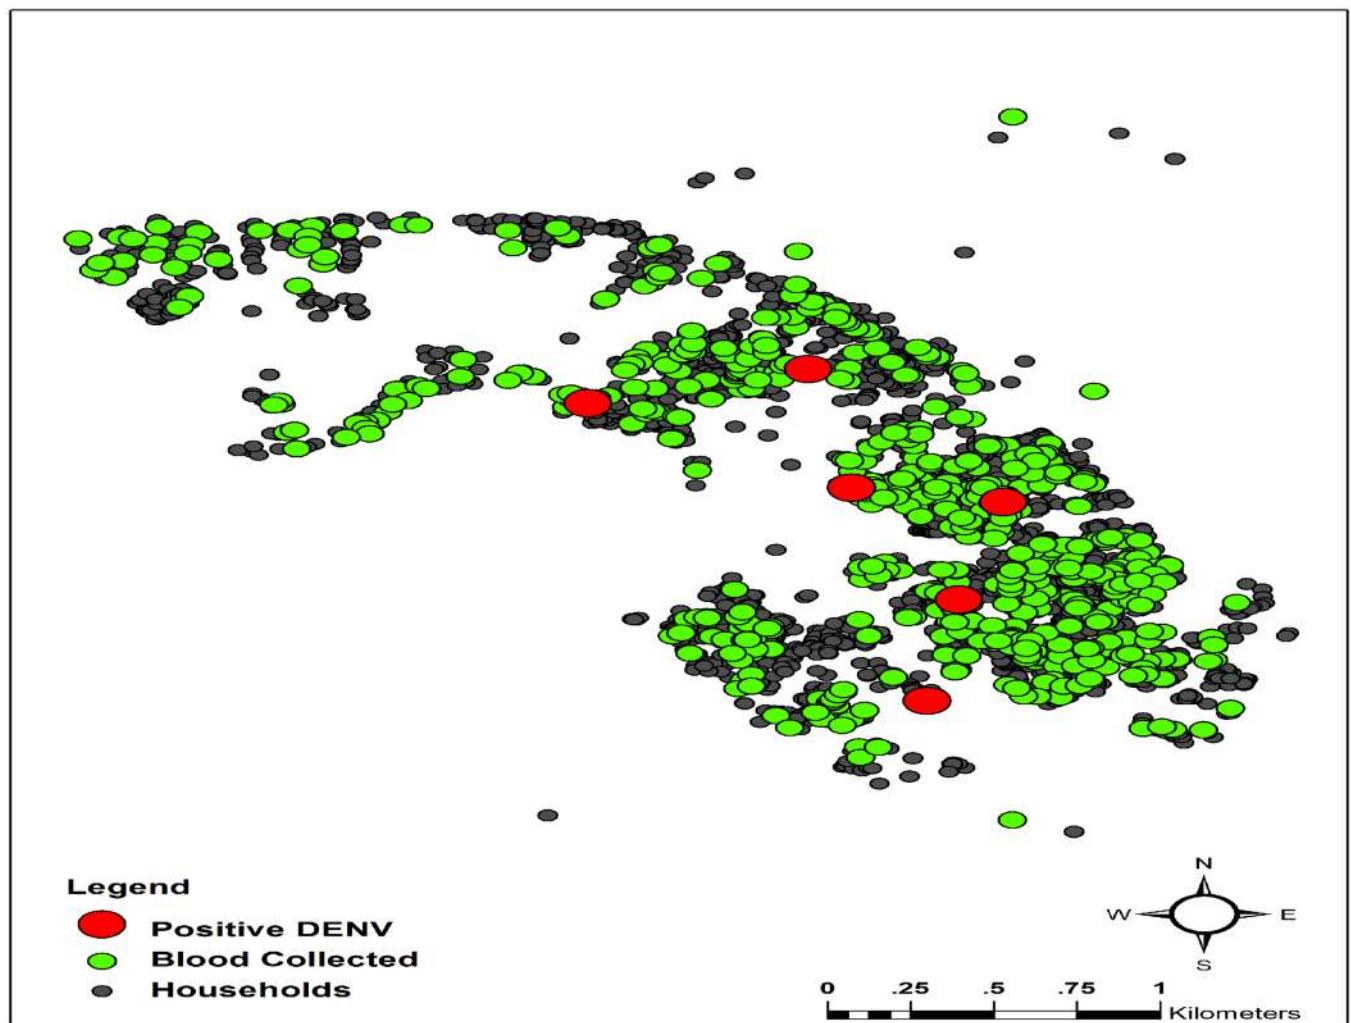 N
W E
S
Legend
Positive DENV
Blood Collected
Households
0 .25 .5 .75 1
Kilometers